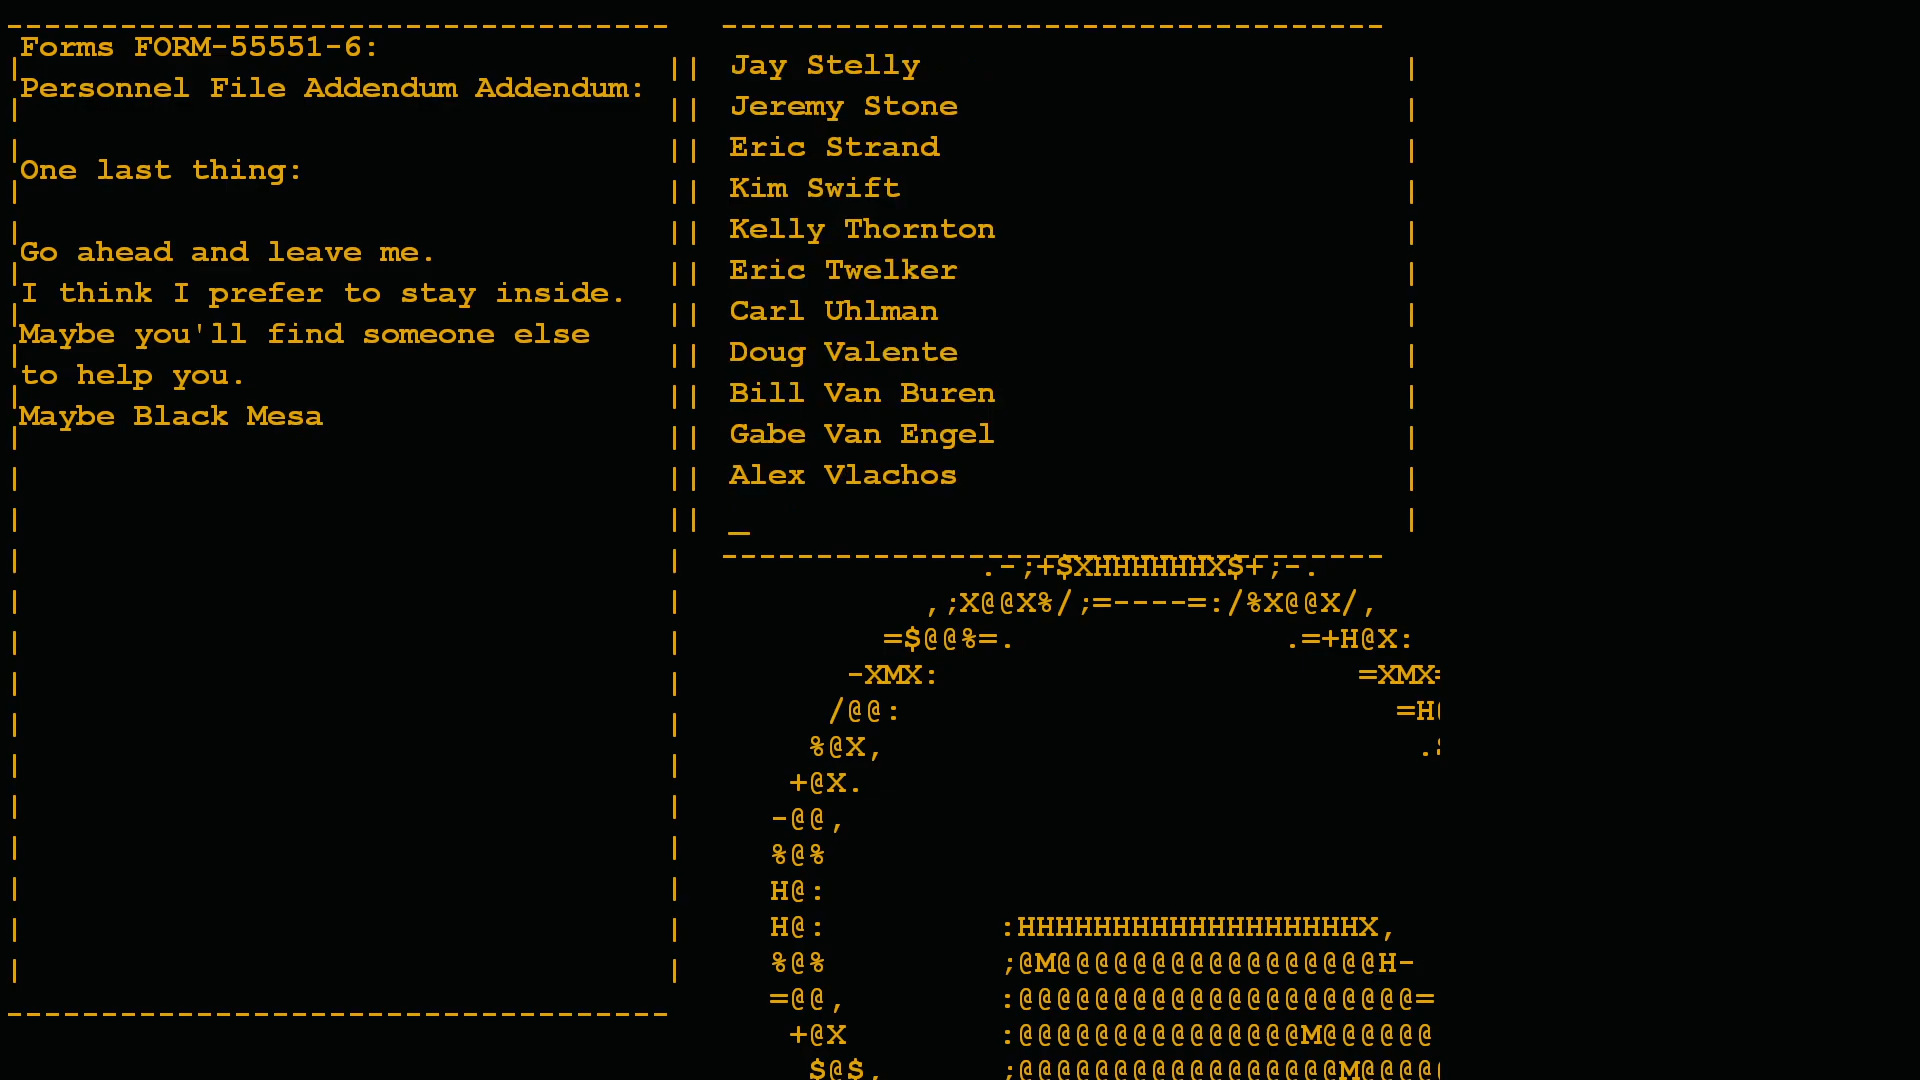 Forms FORM-55551-6:
Personnel File Addendum Addendum:
One last thing:
Go ahead and leave me.
I think I prefer to stay inside.
Maybe you'll find someone else
to help you.
Maybe Black Mesa
Jay Stelly
Jeremy Stone
Eric Strand
Kim Swift
Kelly Thornton
Eric Twelker
Carl Uhlman
Doug Valente
Bill Van Buren
Gabe Van Engel
Alex Vlachos
_